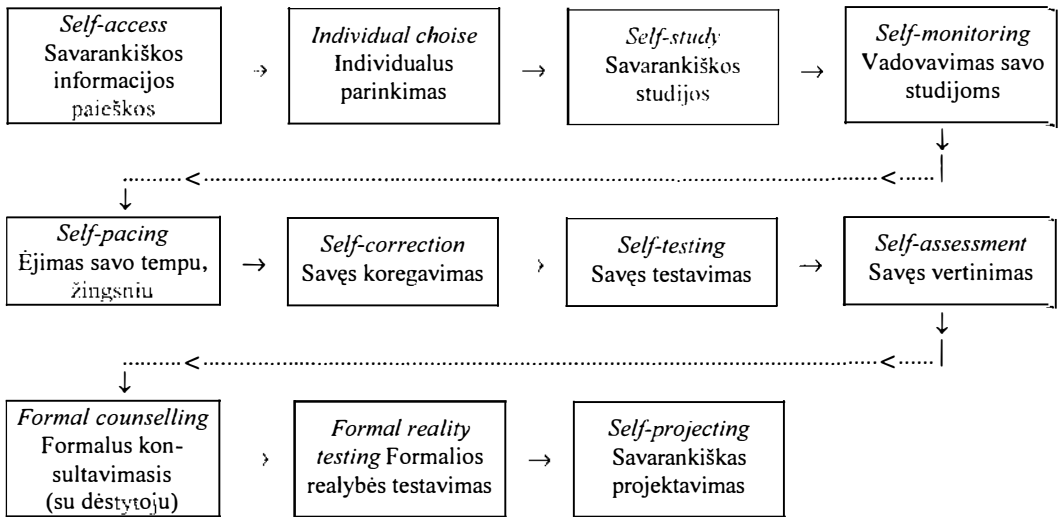 Self-access
Savarankiškos
informacijos
paieškos
Individual choise
Individualus
parinkimas
Self-study
Savarankiškos
studijos
Self-monitoring
Vadovavimas savo
studijoms
Self-pacing
Ėjimas savo tempu,
žingsniu
Self-correction
Savęs koregavimas
Self-testing
Savęs testavimas
Self-assessment
Savęs vertinimas
Formal counselling
Formalus kon-
sultavimasis
(su dėstytoju)
Formal reality
testing Formalios
realybės testavimas
Self-projecting
Savarankiškas
projektavimas